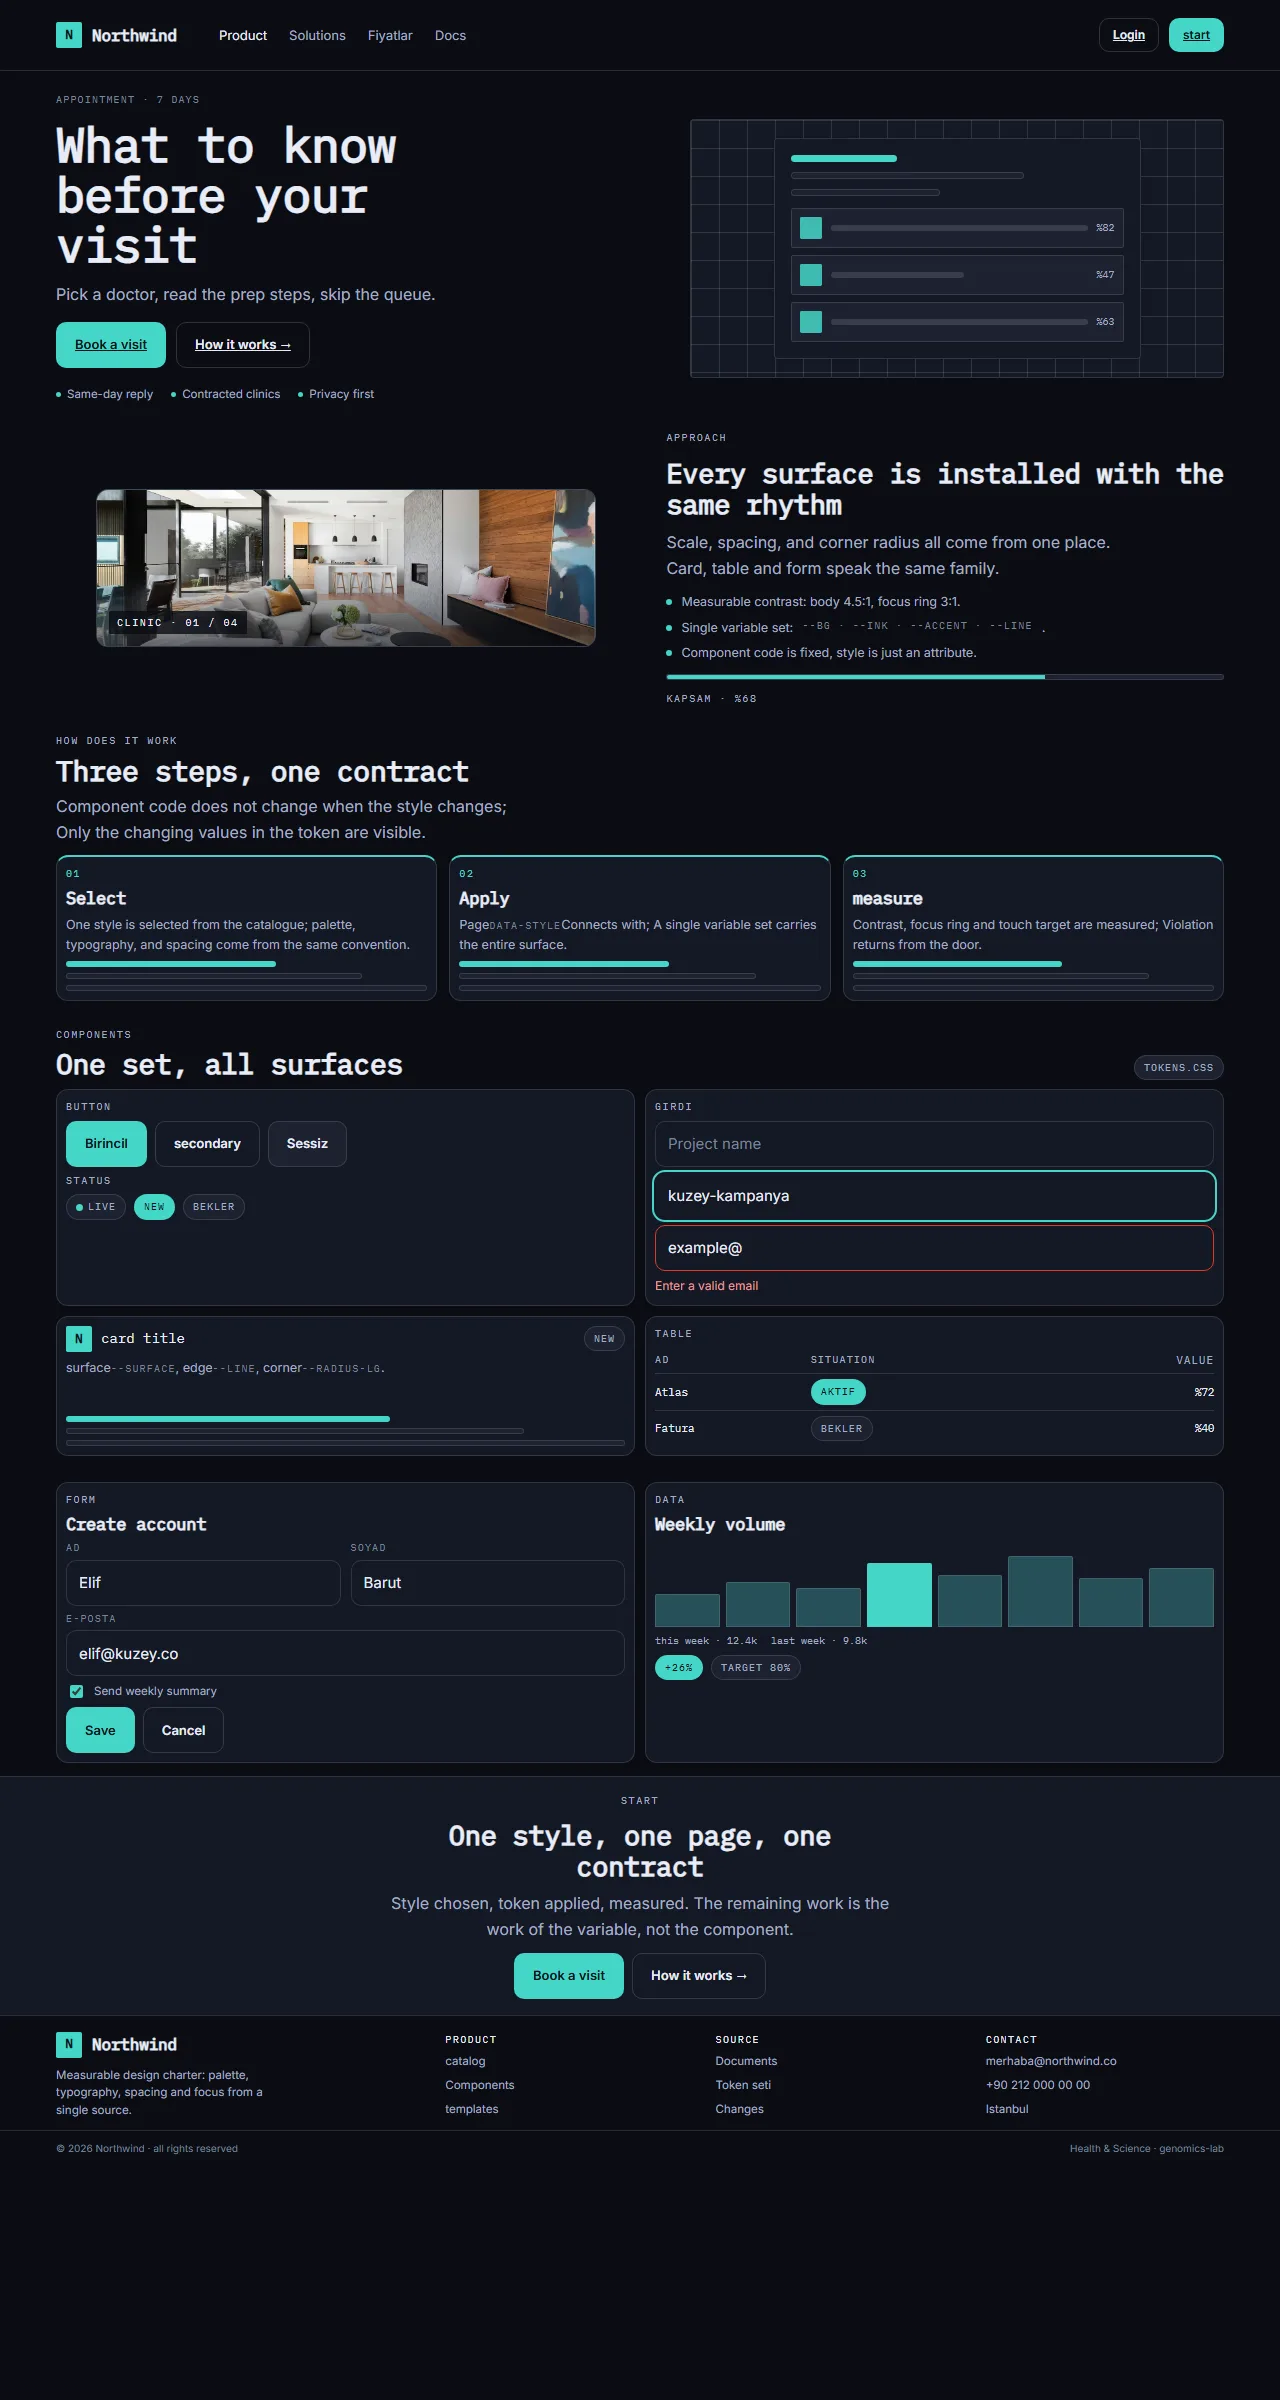 N Northwind Product Solutions Fiyatlar Docs Login start
APPOINTMENT · 7 DAYS
What to know
before your
visit
Pick a doctor, read the prep steps, skip the queue.
Book a visit How it works →
Same-day reply Contracted clinics Privacy first
%82
%47
%63
CLINIC · 01 / 04
APPROACH
Every surface is installed with the
same rhythm
Scale, spacing, and corner radius all come from one place.
Card, table and form speak the same family.
Measurable contrast: body 4.5:1, focus ring 3:1.
Single variable set: --BG · --INK · --ACCENT · --LINE .
Component code is fixed, style is just an attribute.
KAPSAM · %68
HOW DOES IT WORK
Three steps, one contract
Component code does not change when the style changes;
Only the changing values in the token are visible.
01
Select
One style is selected from the catalogue; palette,
typography, and spacing come from the same convention.
02
Apply
PageDATA-STYLEConnects with; A single variable set carries
the entire surface.
03
measure
Contrast, focus ring and touch target are measured; Violation
returns from the door.
COMPONENTS
One set, all surfaces
TOKENS.CSS
BUTTON
Birincil secondary Sessiz
STATUS
LIVE NEW BEKLER
GIRDI
Project name
kuzey-kampanya
example@
Enter a valid email
N card title NEW
surface--SURFACE, edge--LINE, corner--RADIUS-LG.
TABLE
AD SITUATION VALUE
Atlas AKTIF %72
Fatura BEKLER %40
FORM
Create account
AD SOYAD
Elif Barut
E-POSTA
elif@kuzey.co
Send weekly summary
Save Cancel
DATA
Weekly volume
this week · 12.4k last week · 9.8k
+26% TARGET 80%
START
One style, one page, one
contract
Style chosen, token applied, measured. The remaining work is the
work of the variable, not the component.
Book a visit How it works →
N Northwind
Measurable design charter: palette,
typography, spacing and focus from a
single source.
PRODUCT
catalog
Components
templates
SOURCE
Documents
Token seti
Changes
CONTACT
merhaba@northwind.co
+90 212 000 00 00
Istanbul
© 2026 Northwind · all rights reserved Health & Science · genomics-lab